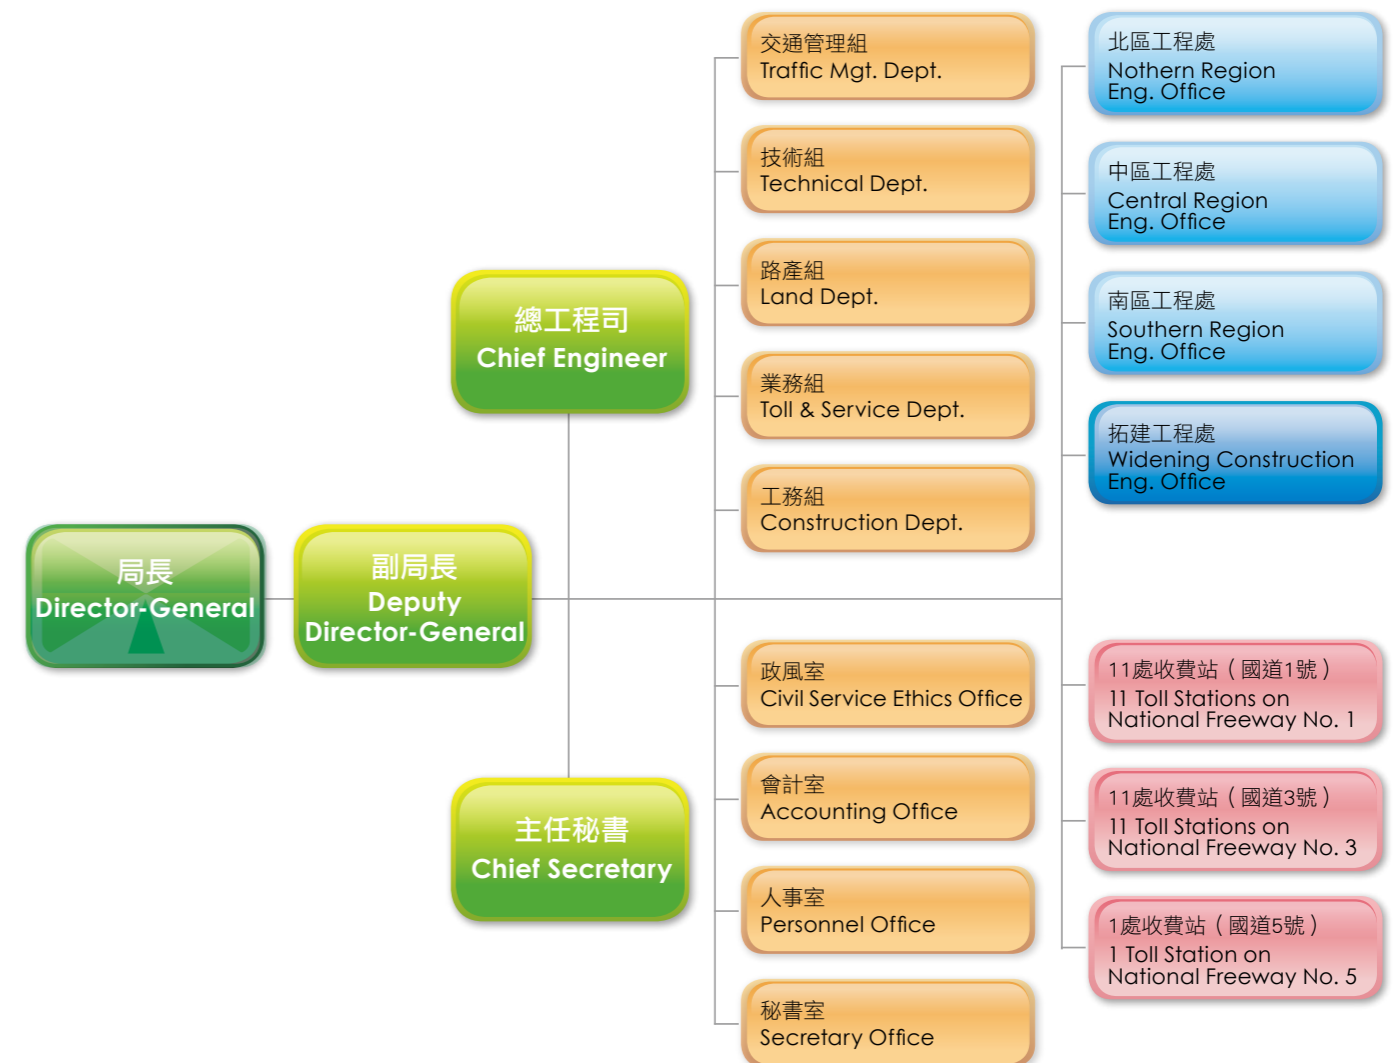 局長
Director-General
副局長
Deputy
Director-General
總工程司
Chief Engineer
主任秘書
Chief Secretary
交通管理組
Traffic Mgt. Dept.
技術組
Technical Dept.
路產組
Land Dept.
業務組
Toll & Service Dept.
工務組
Construction Dept.
政風室
Civil Service Ethics Office
會計室
Accounting Office
人事室
Personnel Office
秘書室
Secretary Office
北區工程處
Nothern Region
Eng. Office
中區工程處
Central Region
Eng. Office
南區工程處
Southern Region
Eng. Office
拓建工程處
Widening Construction
Eng. Office
11處收費站（國道1號）
11 Toll Stations on
National Freeway No. 1
11處收費站（國道3號）
11 Toll Stations on
National Freeway No. 3
1處收費站（國道5號）
1 Toll Station on
National Freeway No. 5